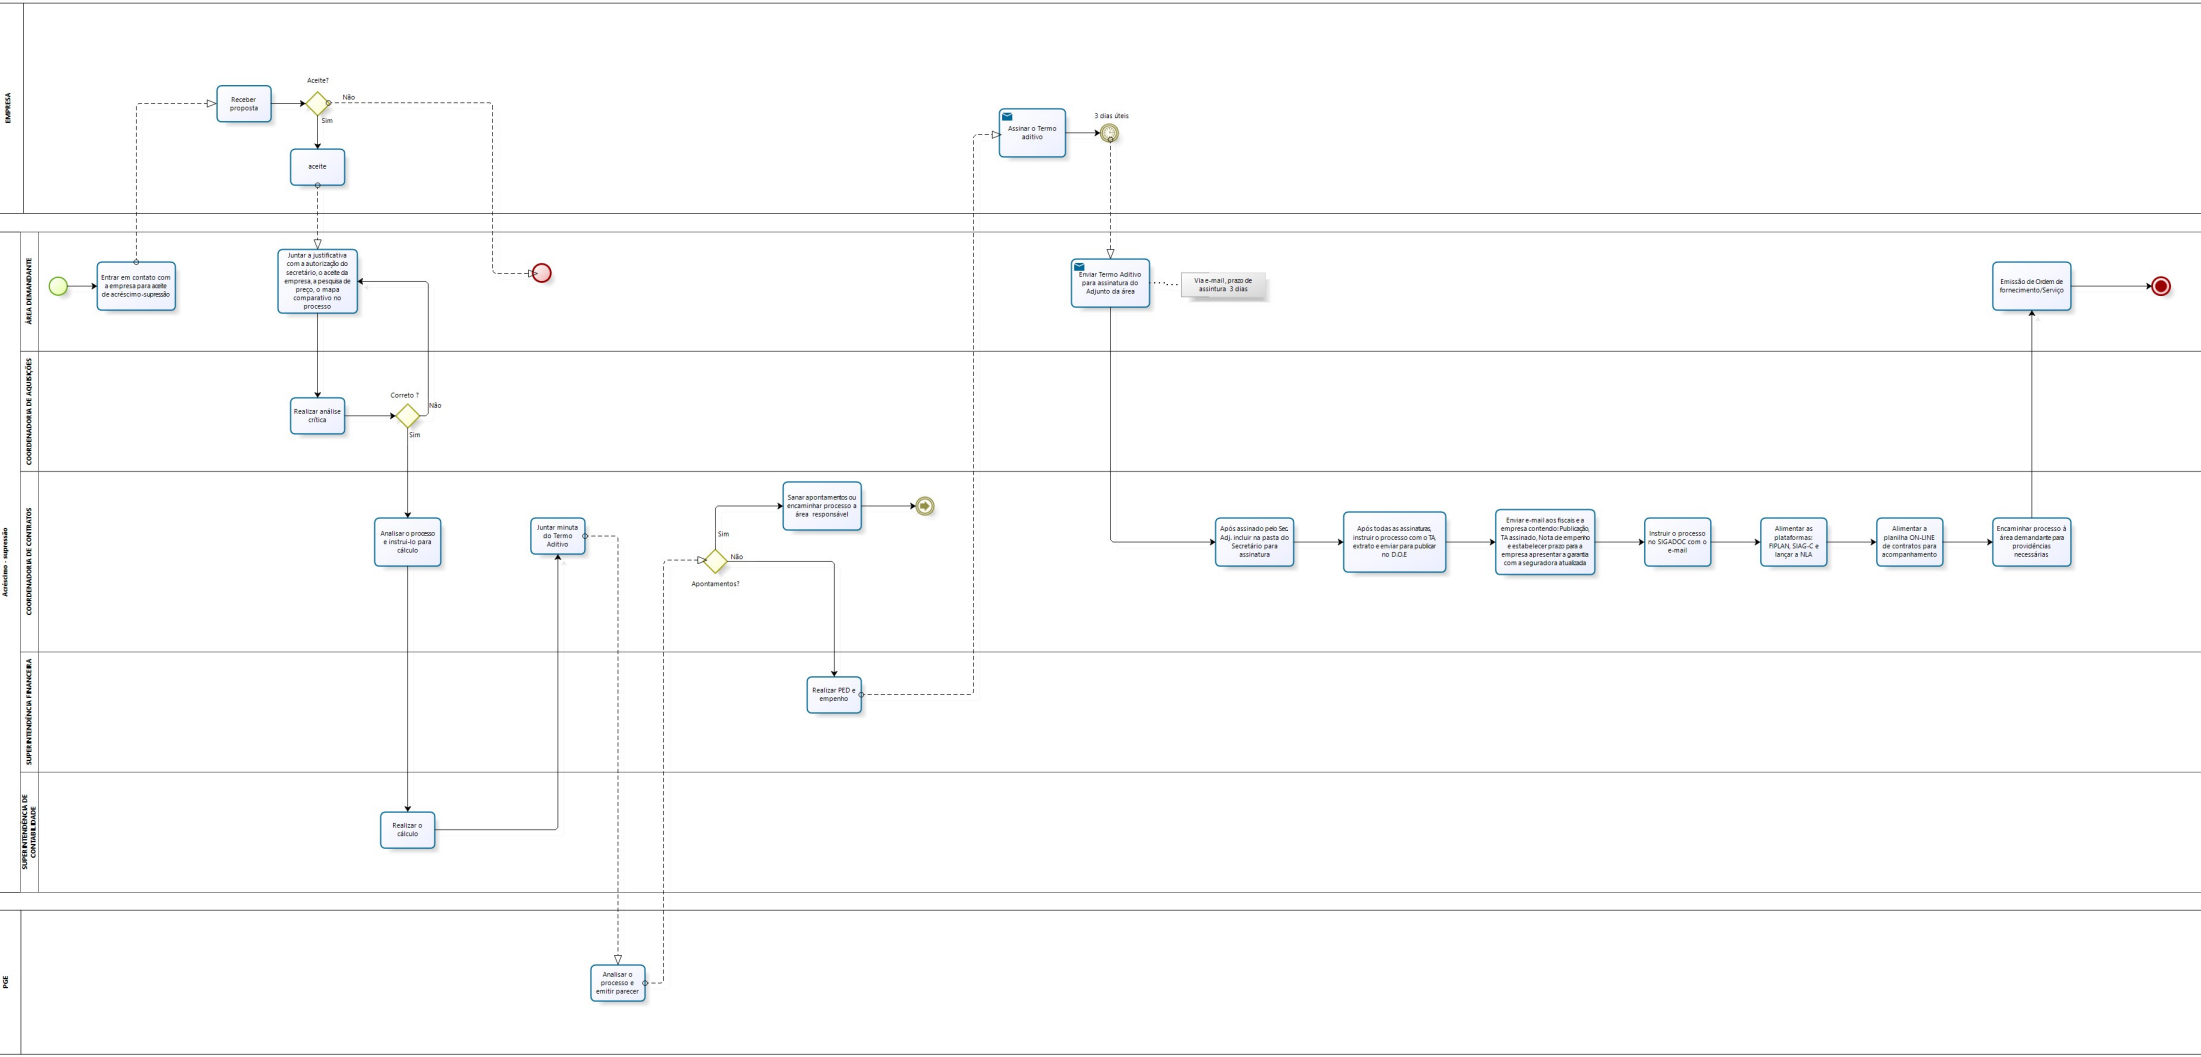 EMPRESA
Aceite?
Receber
proposta
Não
Sim
aceite
Assinar o Termo
aditivo
3 dias úteis
Acréscimo - supressão
ÁREA DEMANDANTE
Entrar em contato com
a empresa para aceite
de acréscimo-supressão
Juntar a justificativa
com a autorização do
secretário, o aceite da
empresa, a pesquisa de
preço, o mapa
comparativo no
processo
Enviar Termo Aditivo
para assinatura do
Adjunto da área
Via e-mail, prazo de
assintura 3 dias
Emissão de Ordem de
fornecimento/Serviço
COORDENADORIA DE AQUISIÇÕES
Realizar análise
crítica
Correto ?
Não
Sim
COORDENADORIA DE CONTRATOS
Analisar o processo
e instruí-lo para
cálculo
Juntar minuta
do Termo
Aditivo
Sim
Não
Apontamentos?
Sanar apontamentos ou
encaminhar processo a
área responsável
Após assinado pelo Sec.
Adj, incluir na pasta do
Secretário para
assinatura
Após todas as assinaturas,
instruir o processo com o TA,
extrato e enviar para publicar
no D.O.E
Enviar e-mail aos fiscais e a
empresa contendo: Publicação,
TA assinado, Nota de empenho
e estabelecer prazo para a
empresa apresentar a garantia
com a seguradora atualizada
Instruir o processo
no SIGADOC com o
e-mail
Alimentar as
plataformas:
FIPLAN, SIAG-C e
lançar a NLA
Alimentar a
planilha ON-LINE
de contratos para
acompanhamento
Encaminhar processo á
área demandante para
providências
necessárias
SUPERINTENDÊNCIA FINANCEIRA
Realizar PED e
empenho
SUPERINTENDÊNCIA DE
CONTABILIDADE
Realizar o
cálculo
PGE
Analisar o
processo e
emitir parecer